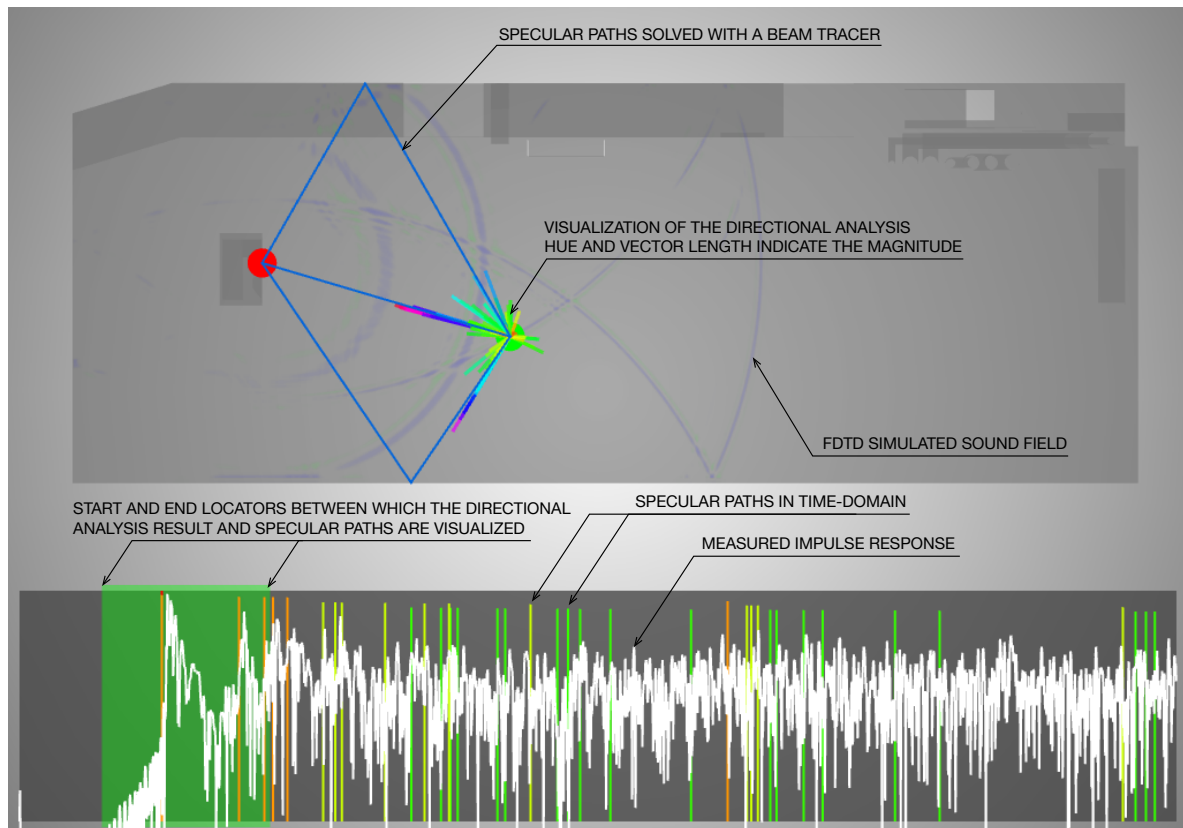 SPECULAR PATHS SOLVED WITH A BEAM TRACER
VISUALIZATION OF THE DIRECTIONAL ANALYSIS
HUE AND VECTOR LENGTH INDICATE THE MAGNITUDE
FDTD SIMULATED SOUND FIELD
START AND END LOCATORS BETWEEN WHICH THE DIRECTIONAL
ANALYSIS RESULT AND SPECULAR PATHS ARE VISUALIZED
SPECULAR PATHS IN TIME-DOMAIN
MEASURED IMPULSE RESPONSE